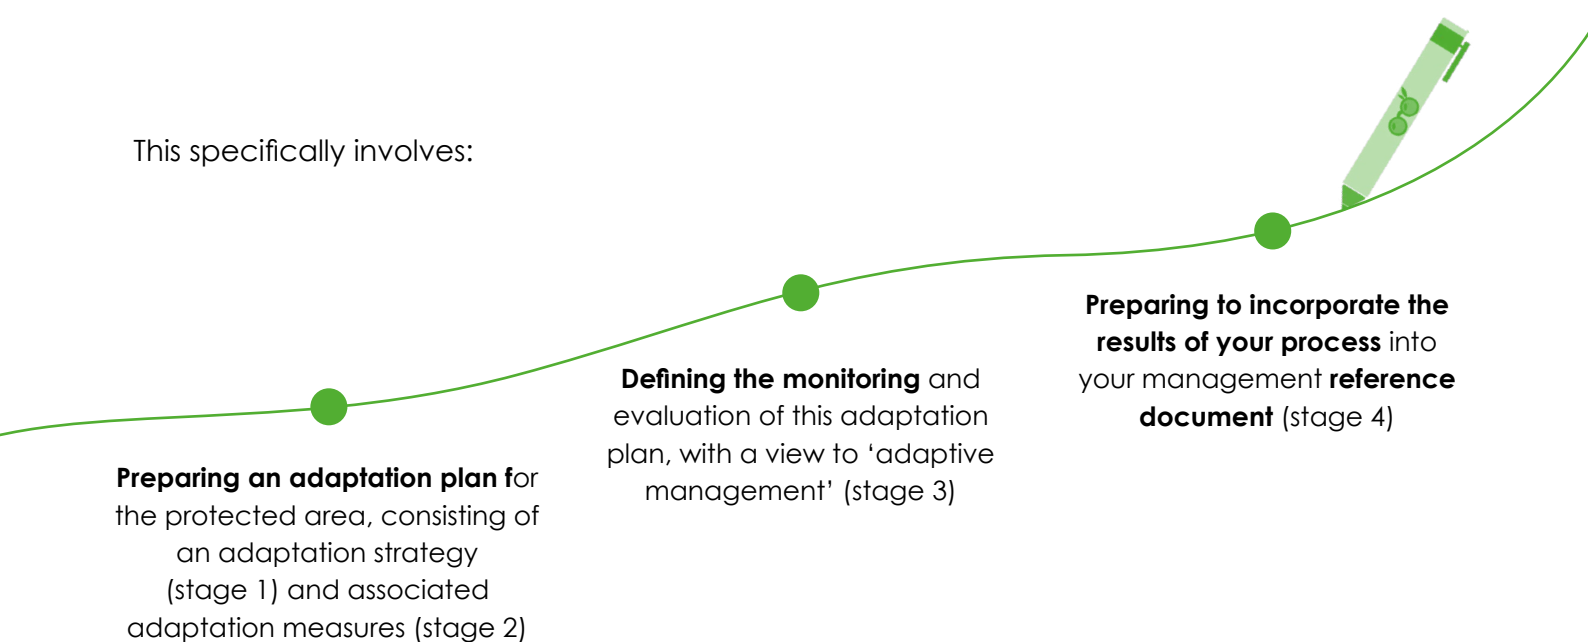 This specifically involves:
Preparing an adaptation plan for
the protected area, consisting of
an adaptation strategy
(stage 1) and associated
adaptation measures (stage 2)
Defining the monitoring and
evaluation of this adaptation
plan, with a view to ‘adaptive
management’ (stage 3)
Preparing to incorporate the
results of your process into
your management reference
document (stage 4)